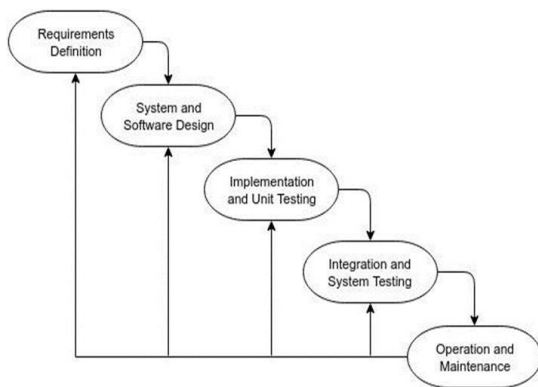 Requirements
Definition
System and
Software Design
Implementation
and Unit Testing
Integration and
System Testing
Operation and
Maintenance